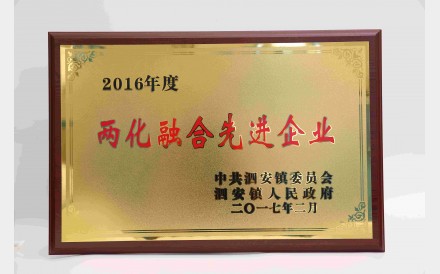 2016年度
两化融合先进企业
中共泗安镇委员会
泗安镇人民政府
二〇一七年二月